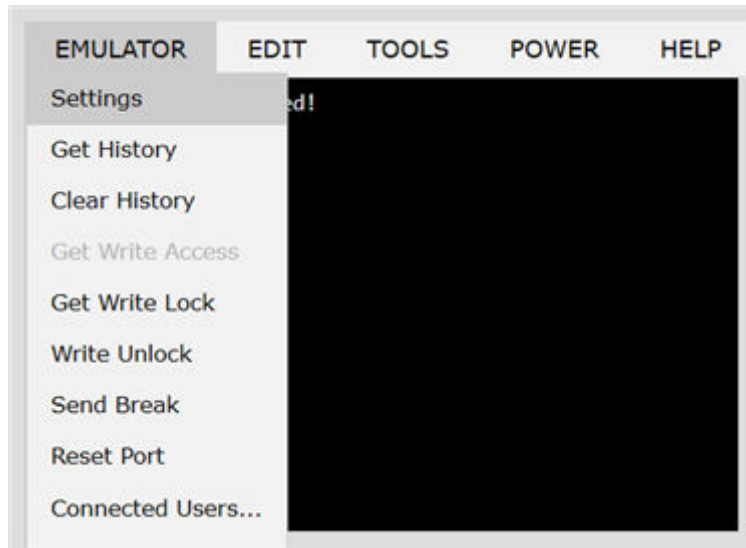 EMULATOR EDIT TOOLS POWER HELP
Settings
ed!
Get History
Clear History
Get Write Access
Get Write Lock
Write Unlock
Send Break
Reset Port
Connected Users...